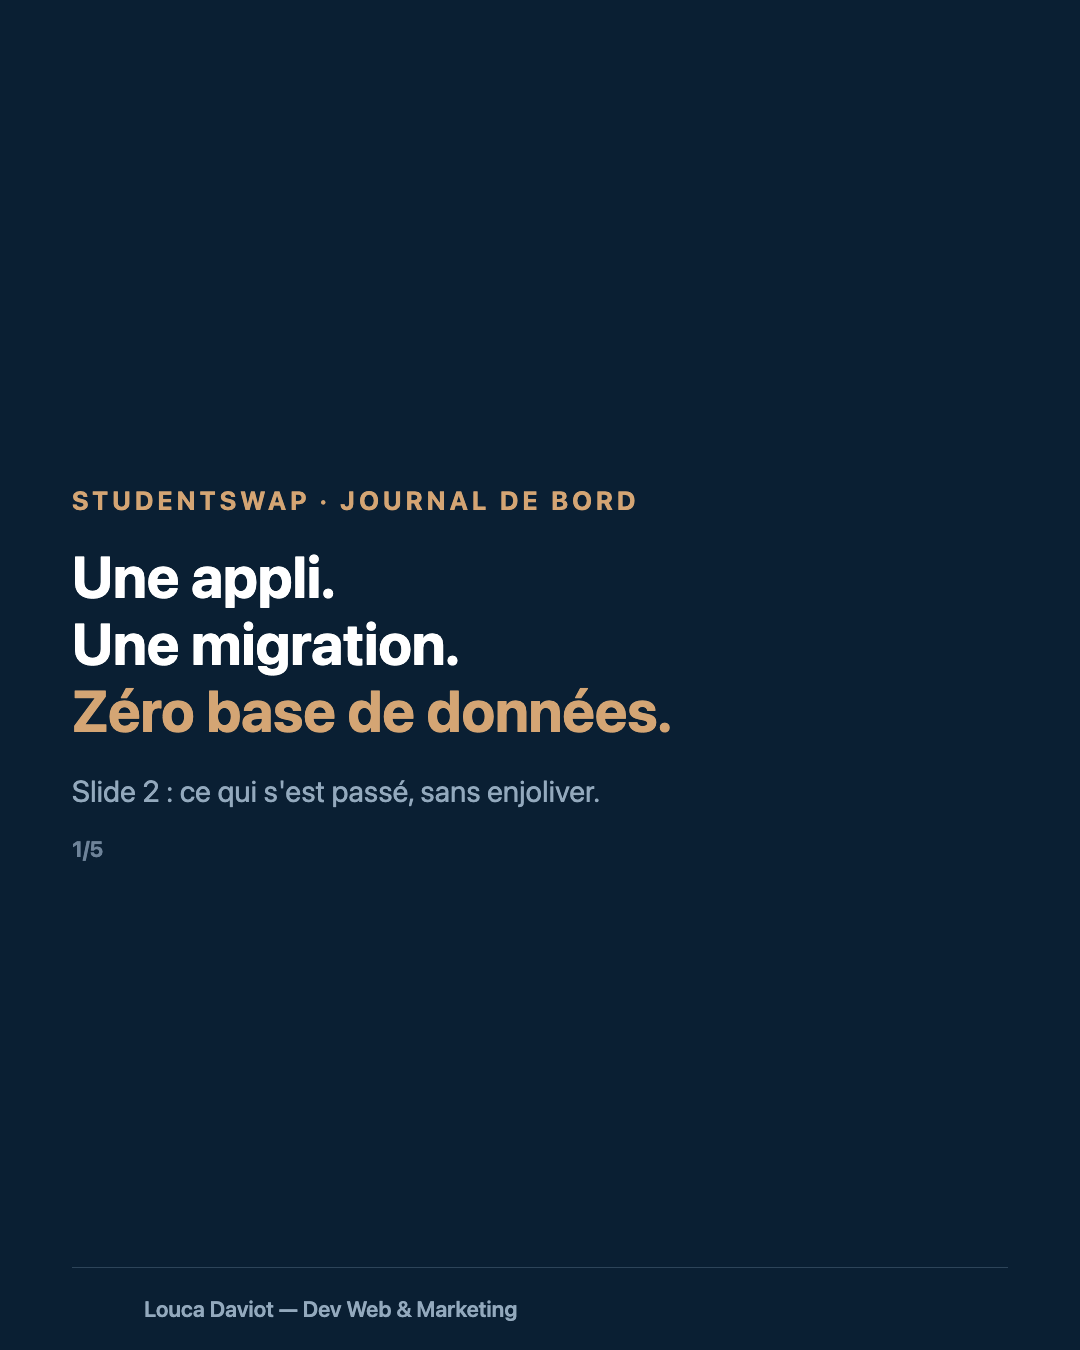 STUDENTSWAP · JOURNAL DE BORD
Une appli.
Une migration.
Zéro base de données.
Slide 2 : ce qui s'est passé, sans enjoliver.
1/5
Louca Daviot — Dev Web & Marketing